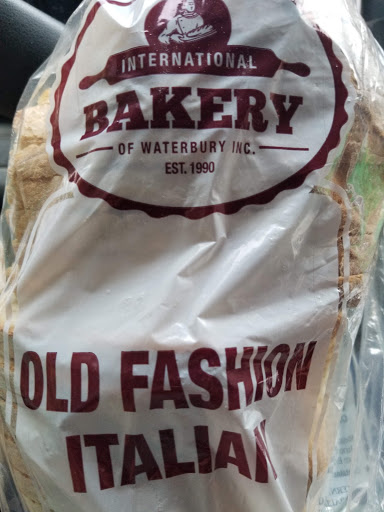 INTERNATIONAL
BAKERY
OF WATERBURY INC.
EST. 1990
OLD FASHION
ITALIAN